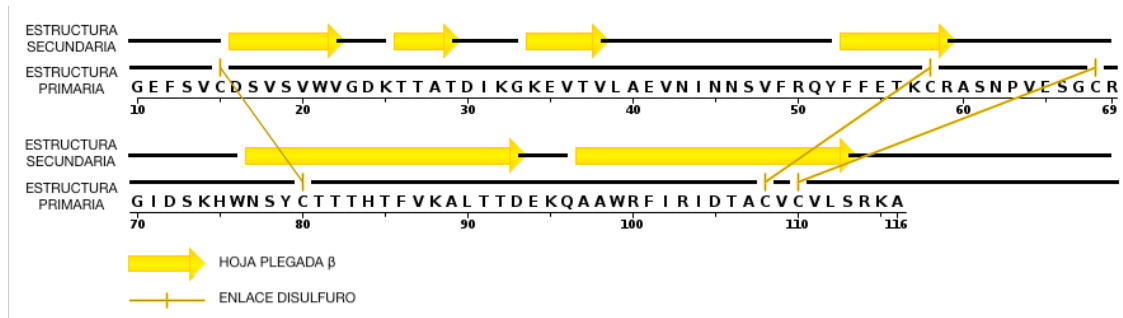 ESTRUCTURA
SECUNDARIA
ESTRUCTURA
PRIMARIA
G E F S V C D S V S V W V G D K T T A T D I K G K E V T V L A E V N I N N S V F R Q Y F F E T K C R A S N P V E S G C R
10 20 30 40 50 60 69
ESTRUCTURA
SECUNDARIA
ESTRUCTURA
PRIMARIA
G I D S K H W N S Y C T T T H T F V K A L T T D E K Q A A W R F I R I D T A C V C V L S R K A
70 80 90 100 110 116
HOJA PLEGADA β
ENLACE DISULFURO